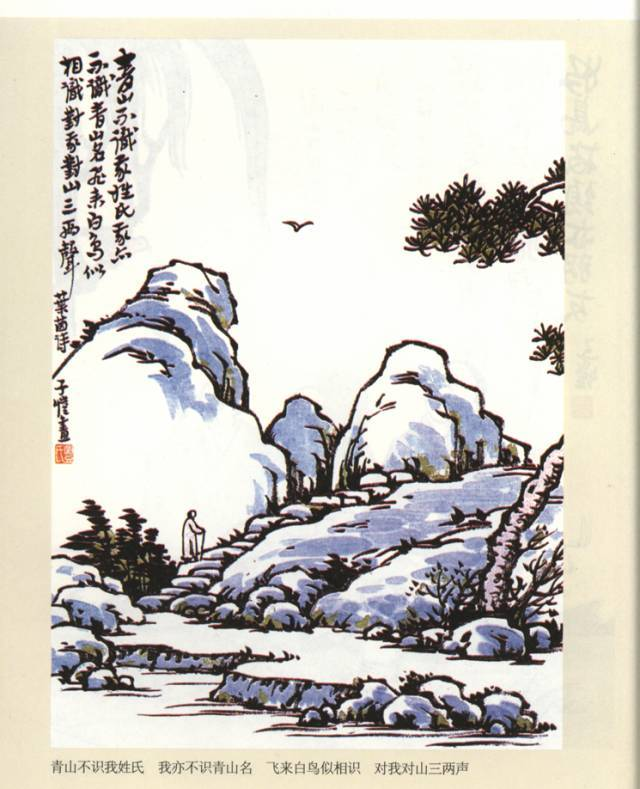 青山不識我姓氏我亦
不識青山名飛来白鳥似
相識對我對山三兩聲
葉茵詩 子愷畫
青山不识我姓氏 我亦不识青山名 飞来白鸟似相识 对我对山三两声